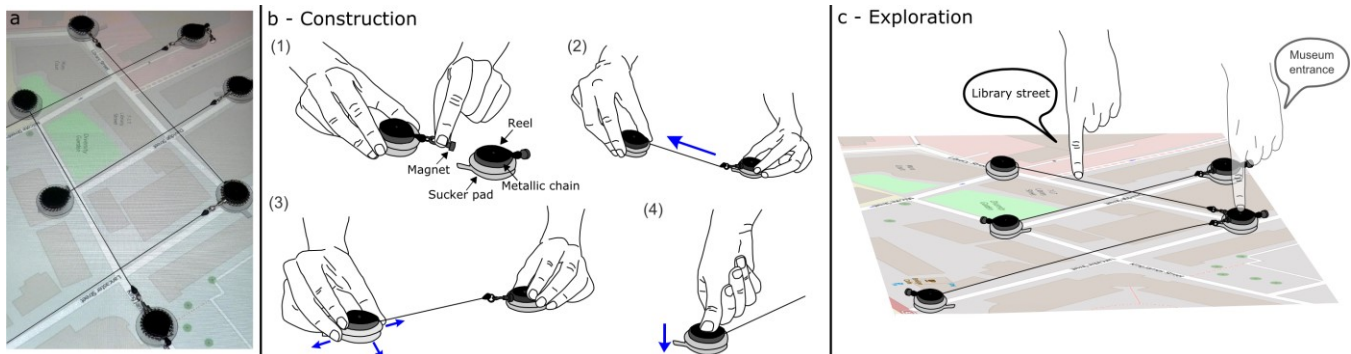 a
b - Construction
(1)
Reel
Magnet
Metallic chain
Sucker pad
(2)
(3)
(4)
c - Exploration
Museum
entrance
Library street